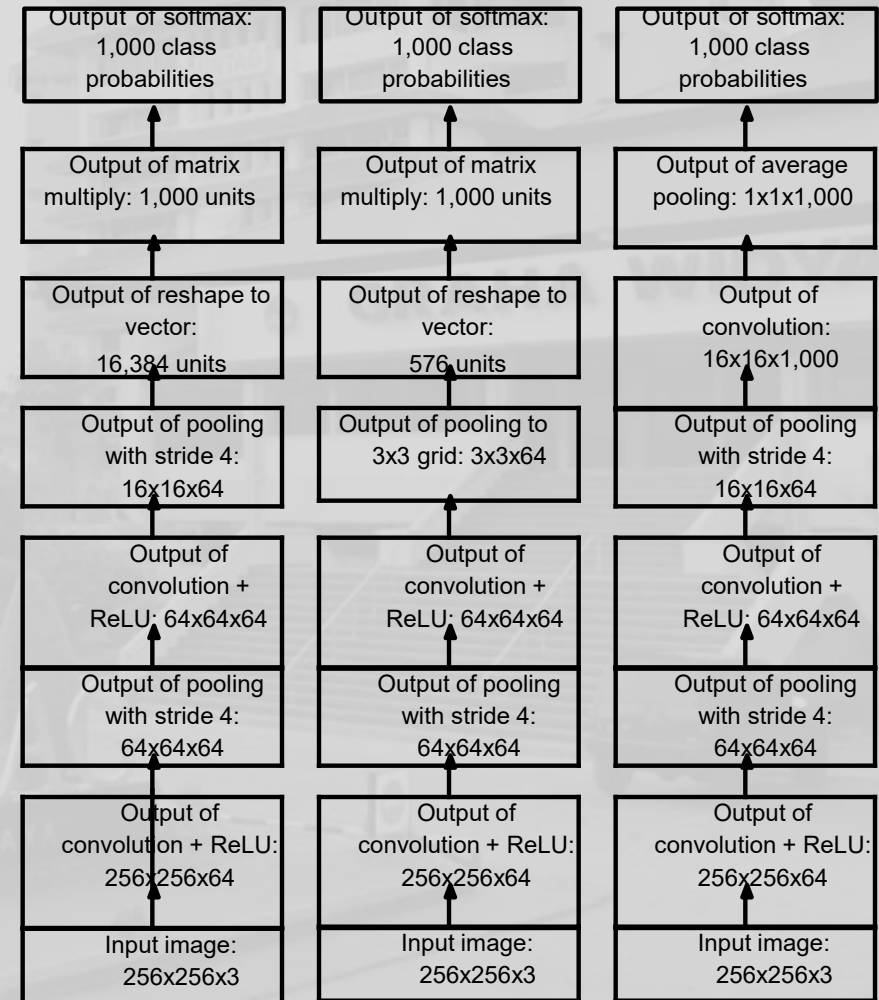 Output of softmax:
1,000 class
probabilities
Output of matrix
multiply: 1,000 units
Output of reshape to
vector:
16,384 units
Output of pooling
with stride 4:
16x16x64
Output of
convolution +
ReLU: 64x64x64
Output of pooling
with stride 4:
64x64x64
Output of
convolution + ReLU:
256x256x64
Input image:
256x256x3
Output of softmax:
1,000 class
probabilities
Output of matrix
multiply: 1,000 units
Output of reshape to
vector:
576 units
Output of pooling to
3x3 grid: 3x3x64
Output of
convolution +
ReLU: 64x64x64
Output of pooling
with stride 4:
64x64x64
Output of
convolution + ReLU:
256x256x64
Input image:
256x256x3
Output of softmax:
1,000 class
probabilities
Output of average
pooling: 1x1x1,000
Output of
convolution:
16x16x1,000
Output of pooling
with stride 4:
16x16x64
Output of
convolution +
ReLU: 64x64x64
Output of pooling
with stride 4:
64x64x64
Output of
convolution + ReLU:
256x256x64
Input image:
256x256x3
GRAHA